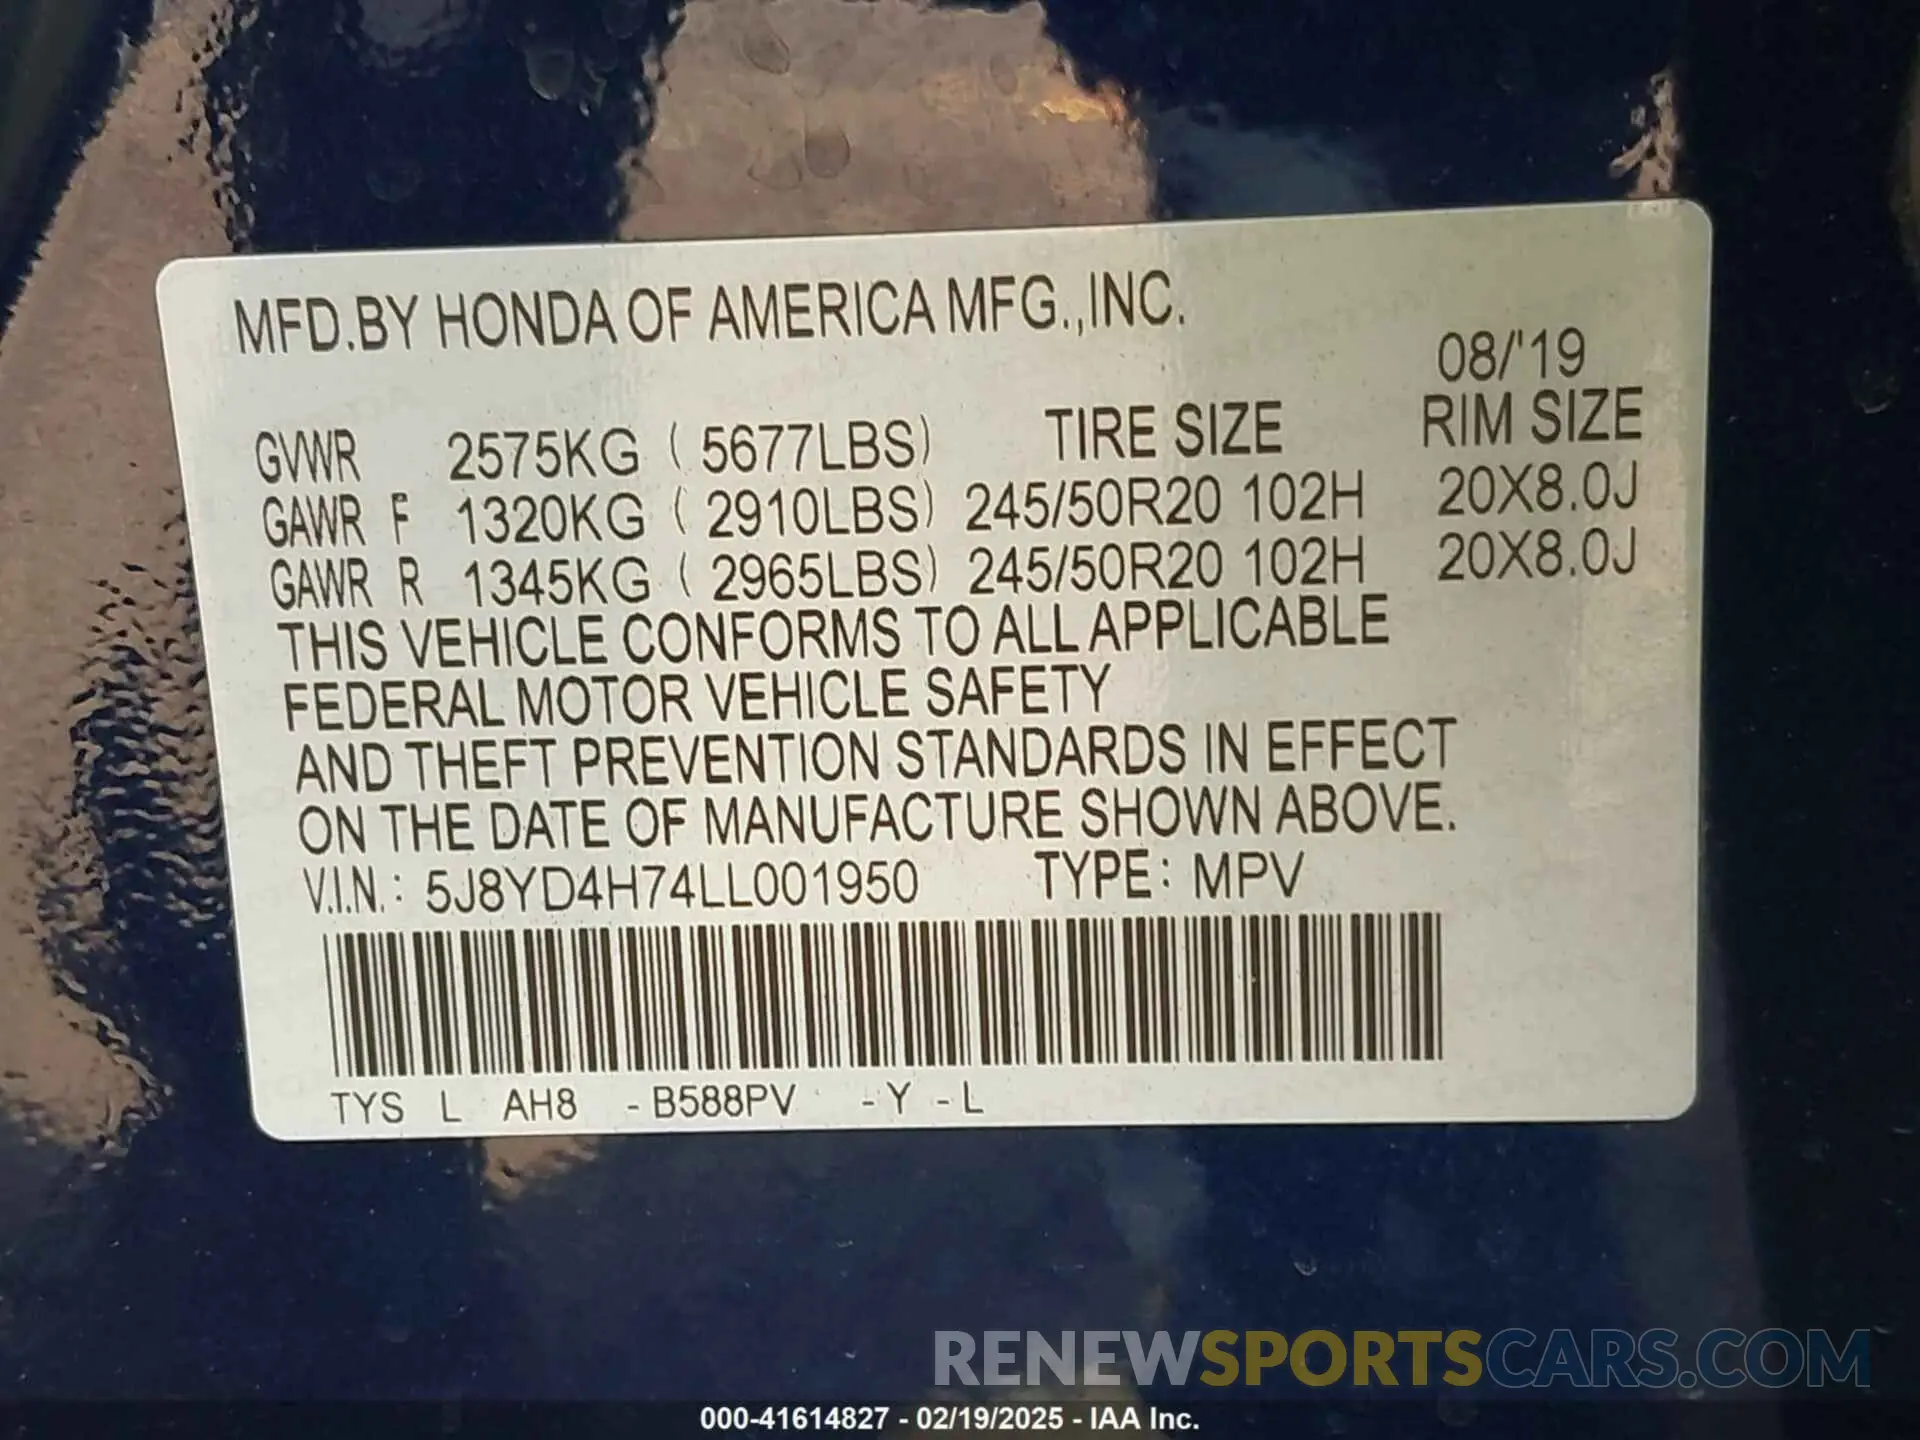 MFD.BY HONDA OF AMERICA MFG.,INC.
08/'19
GVWR 2575KG ( 5677LBS) TIRE SIZE RIM SIZE
GAWR F 1320KG ( 2910LBS) 245/50R20 102H 20X8.0J
GAWR R 1345KG ( 2965LBS) 245/50R20 102H 20X8.0J
THIS VEHICLE CONFORMS TO ALL APPLICABLE
FEDERAL MOTOR VEHICLE SAFETY
AND THEFT PREVENTION STANDARDS IN EFFECT
ON THE DATE OF MANUFACTURE SHOWN ABOVE.
V.I.N.: 5J8YD4H74LL001950 TYPE: MPV
TYS L AH8 -B588PV -Y -L
RENEWSPORTSCARS.COM
000-41614827 - 02/19/2025 - IAA Inc.